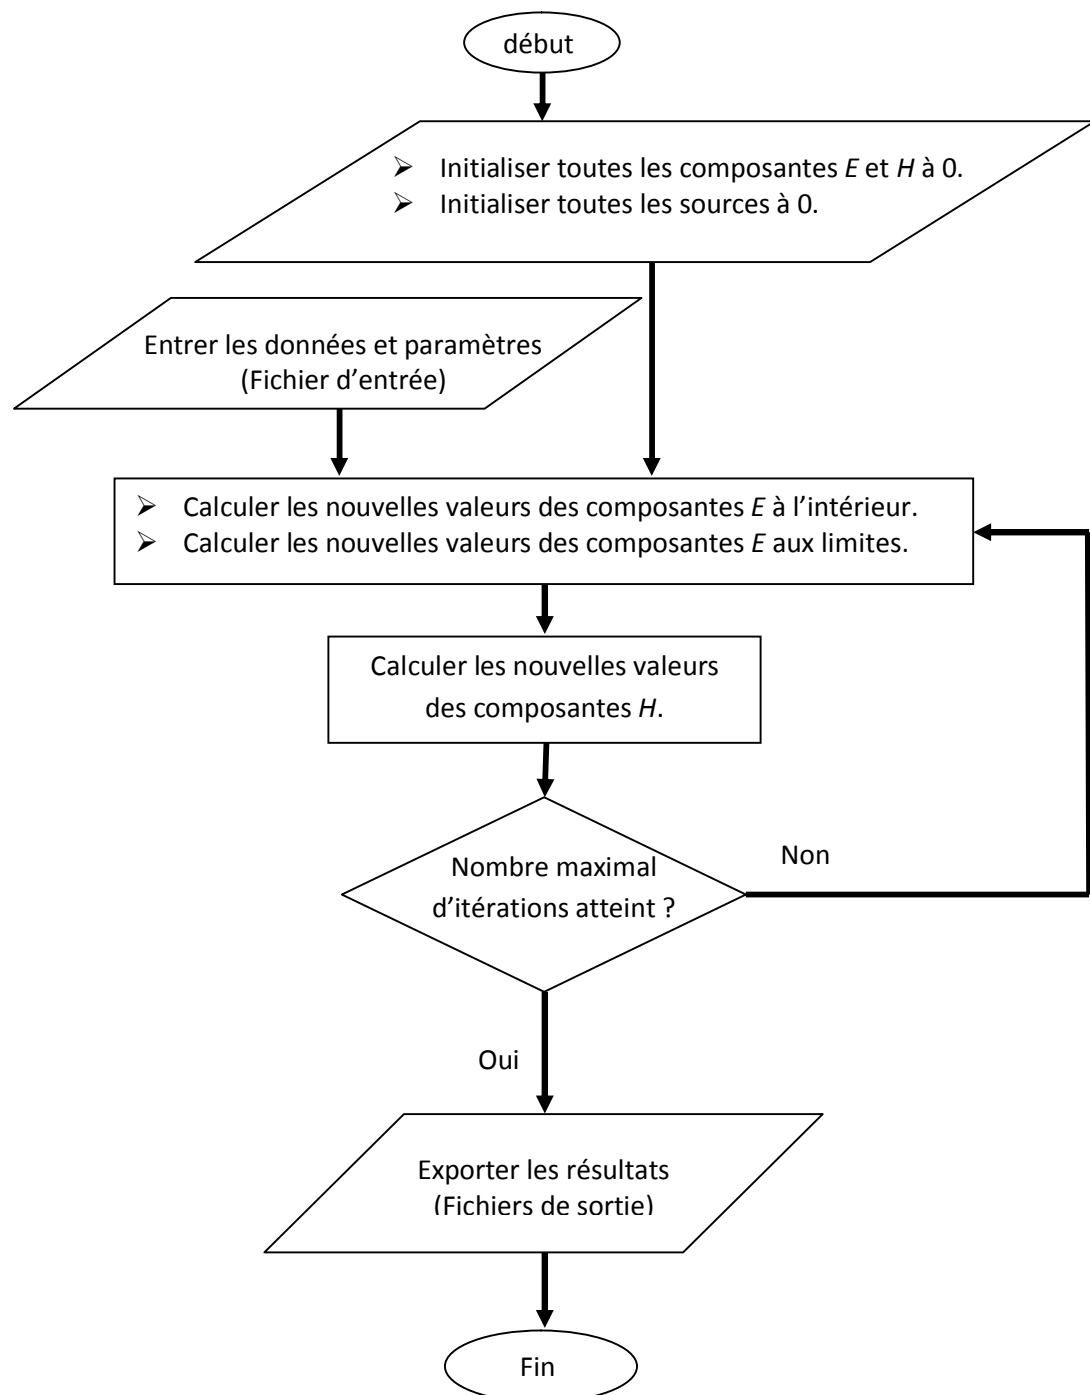 début
➢ Initialiser toutes les composantes E et H à 0.
➢ Initialiser toutes les sources à 0.
Entrer les données et paramètres
(Fichier d’entrée)
➢ Calculer les nouvelles valeurs des composantes E à l’intérieur.
➢ Calculer les nouvelles valeurs des composantes E aux limites.
Calculer les nouvelles valeurs
des composantes H.
Nombre maximal
d’itérations atteint ?
Non
Oui
Exporter les résultats
(Fichiers de sortie)
Fin